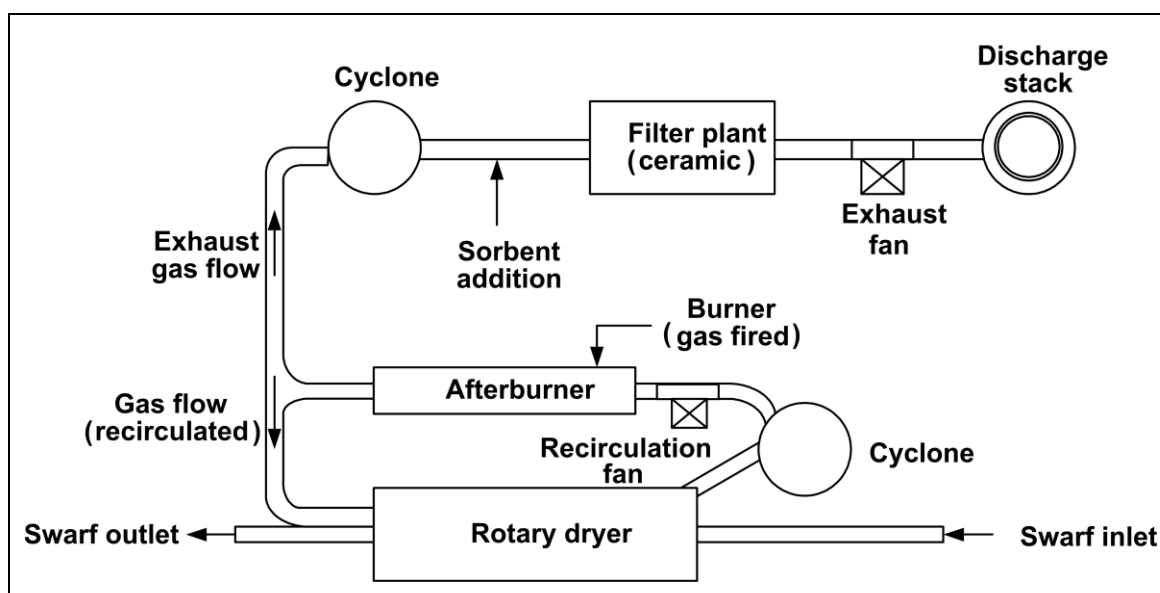 Cyclone
Discharge
stack
Filter plant
(ceramic)
Exhaust
fan
Sorbent
addition
Exhaust
gas flow
Burner
(gas fired)
Afterburner
Gas flow
(recirculated)
Recirculation
fan
Cyclone
Swarf outlet
Rotary dryer
Swarf inlet